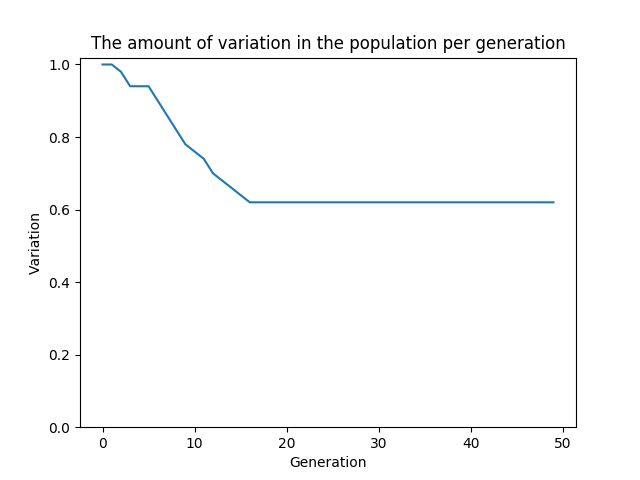 The amount of variation in the population per generation
1.0
0.8
0.6
0.4
0.2
0.0
Variation
0 10 20 30 40 50
Generation